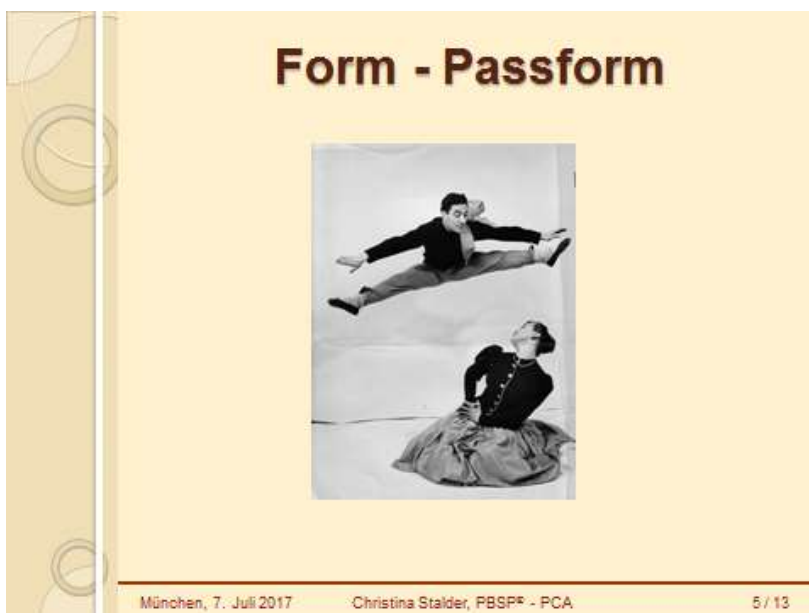 Form - Passform
München, 7. Juli 2017 Christina Stalder, PBSP® - PCA 5 / 13